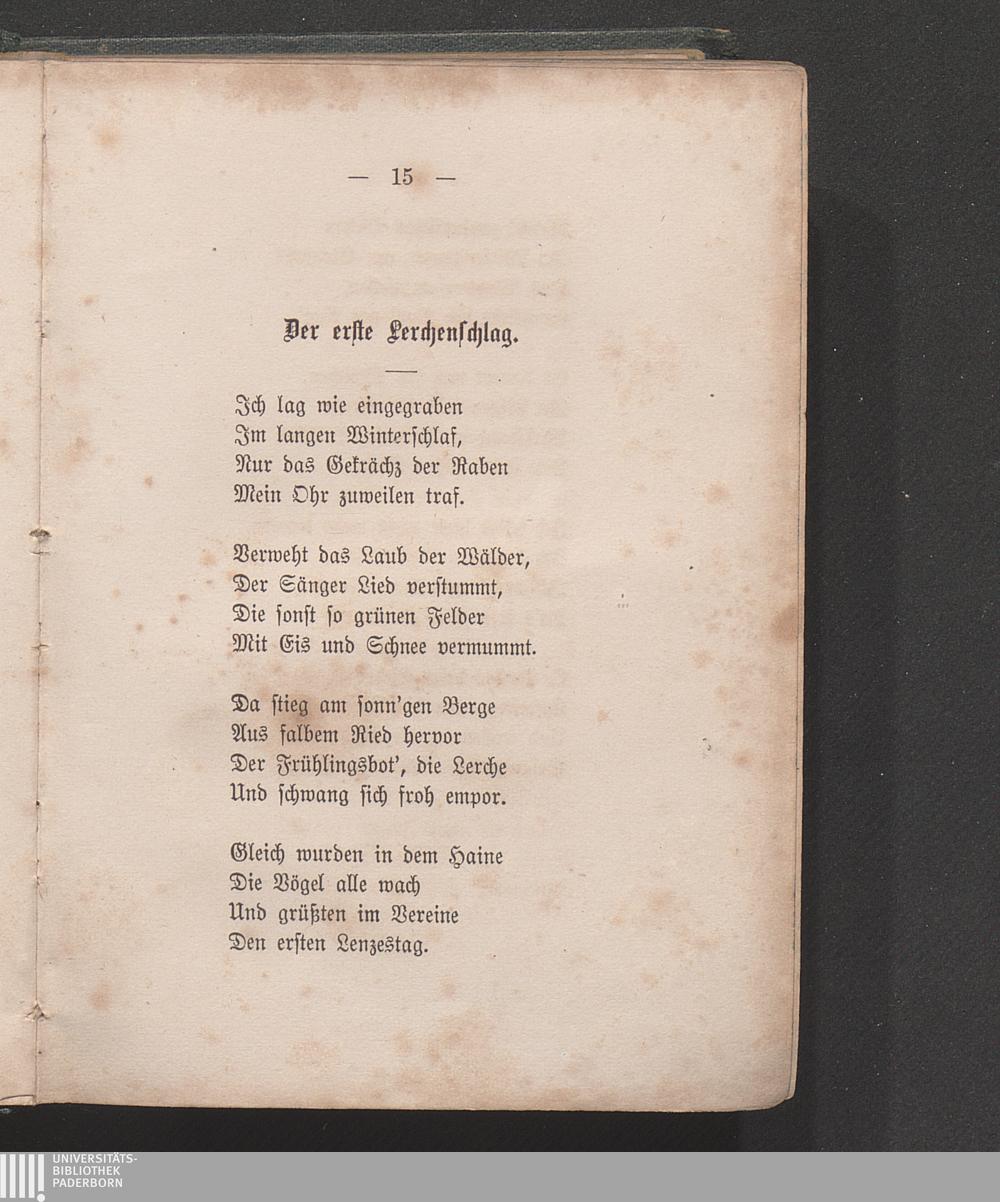 — 15 —
Der erste Lerchenschlag.
Ich lag wie eingegraben
Im langen Winterschlaf,
Nur das Gekrächz der Raben
Mein Ohr zuweilen traf.
Verweht das Laub der Wälder,
Der Sänger Lied verstummt,
Die sonst so grünen Felder
Mit Eis und Schnee vermummt.
Da stieg am sonn'gen Berge
Aus falbem Ried hervor
Der Frühlingsbot', die Lerche
Und schwang sich froh empor.
Gleich wurden in dem Haine
Die Vögel alle wach
Und grüßten im Vereine
Den ersten Lenzestag.
UNIVERSITÄTS-
BIBLIOTHEK
PADERBORN